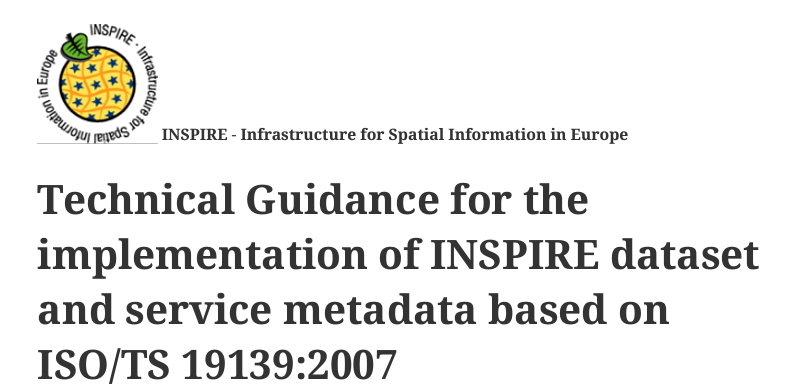 INSPIRE · Infrastructure for Spatial Information in Europe
INSPIRE - Infrastructure for Spatial Information in Europe
Technical Guidance for the
implementation of INSPIRE dataset
and service metadata based on
ISO/TS 19139:2007